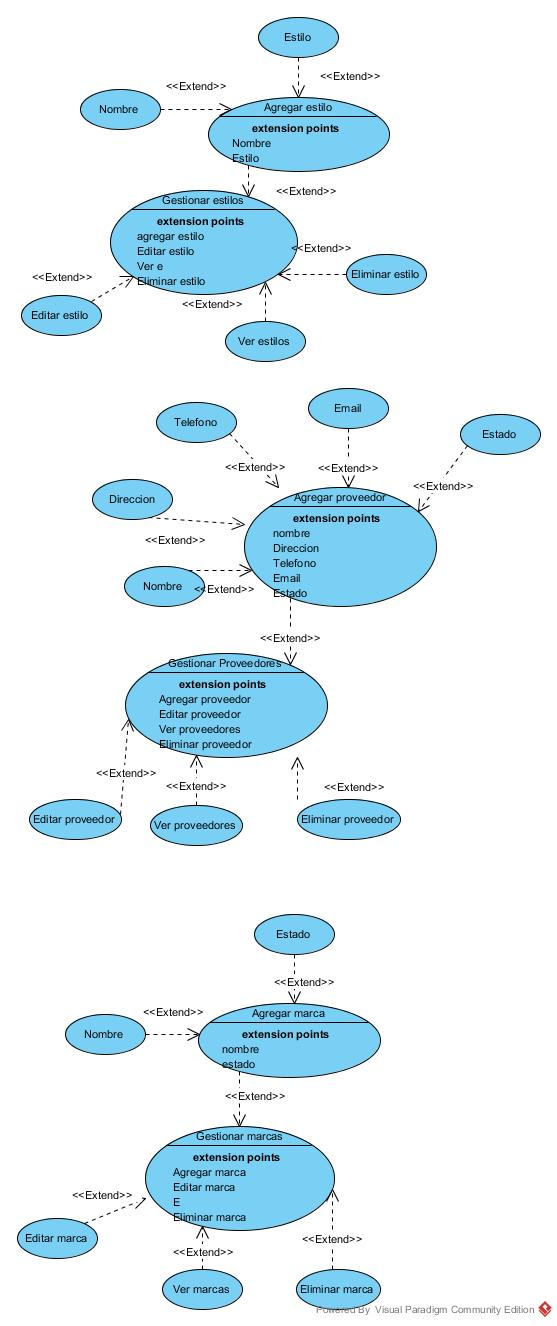 Estilo
<<Extend>>
<<Extend>>
Nombre
Agregar estilo
extension points
Nombre
Estilo
<<Extend>>
Gestionar estilos
extension points
agregar estilo
Editar estilo
Ver e
Eliminar estilo
<<Extend>>
Eliminar estilo
<<Extend>>
Editar estilo
<<Extend>>
Ver estilos
Telefono
Email
Estado
<<Extend>>
<<Extend>>
<<Extend>>
Direccion
<<Extend>>
Agregar proveedor
extension points
nombre
Direccion
Telefono
Email
Estado
Nombre
<<Extend>>
<<Extend>>
Gestionar Proveedores
extension points
Agregar proveedor
Editar proveedor
Ver proveedores
Eliminar proveedor
<<Extend>>
<<Extend>>
<<Extend>>
Editar proveedor
Ver proveedores
Eliminar proveedor
Estado
<<Extend>>
<<Extend>>
Nombre
Agregar marca
extension points
nombre
estado
<<Extend>>
Gestionar marcas
extension points
Agregar marca
Editar marca
E
Eliminar marca
<<Extend>>
Editar marca
<<Extend>>
<<Extend>>
Ver marcas
Eliminar marca
Powered By Visual Paradigm Community Edition